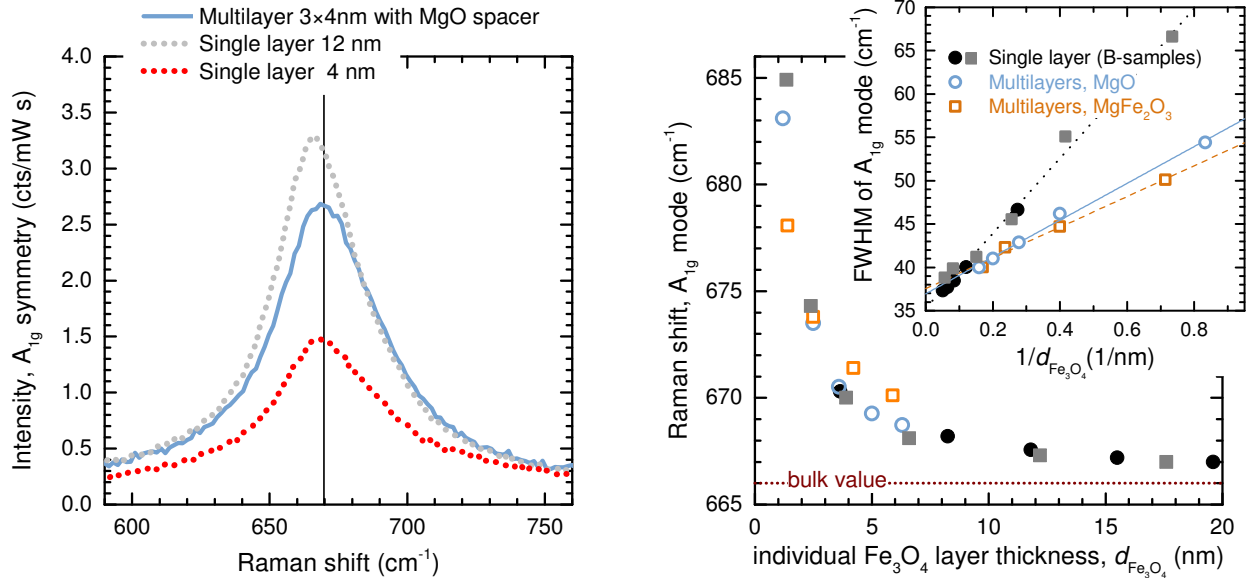 Multilayer 3×4nm with MgO spacer
Single layer 12 nm
Single layer 4 nm
4.0
3.5
3.0
2.5
2.0
1.5
1.0
0.5
0.0
Intensity, A1g symmetry (cts/mW s)
600
650
700
750
Raman shift (cm-1)
685
680
675
670
665
Raman shift, A1g mode (cm-1)
bulk value
0
5
10
15
20
individual Fe3O4 layer thickness, dFe3O4 (nm)
70
65
60
55
50
45
40
35
FWHM of A1g mode (cm-1)
Single layer (B-samples)
Multilayers, MgO
Multilayers, MgFe2O3
0.0
0.2
0.4
0.6
0.8
1/dFe3O4(1/nm)